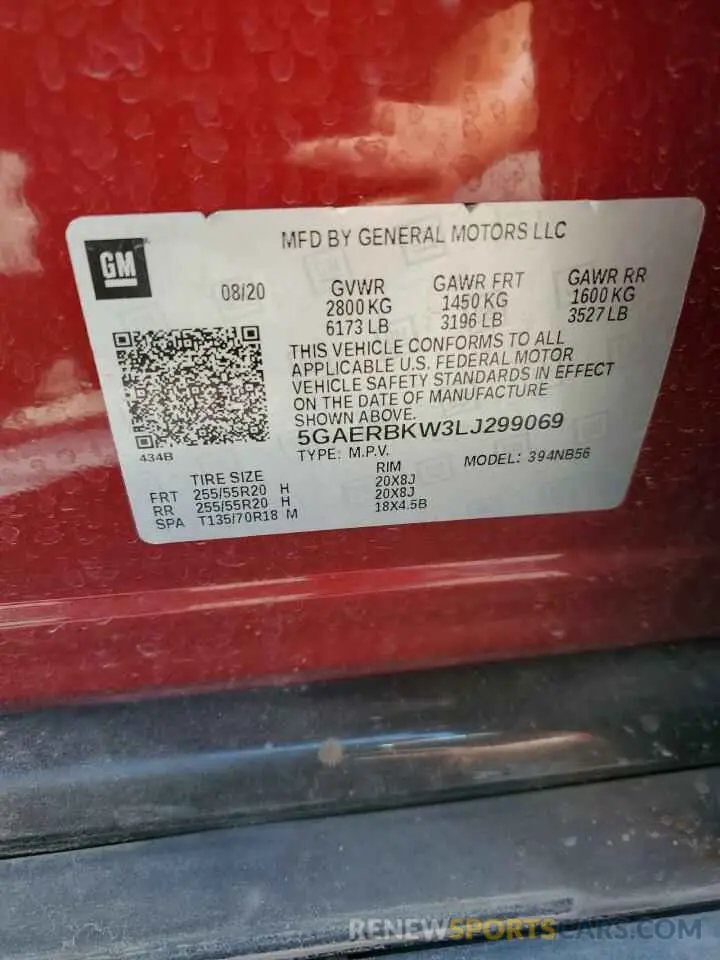 GM
MFD BY GENERAL MOTORS LLC
08/20
GVWR
2800 KG
6173 LB
GAWR FRT
1450 KG
3196 LB
GAWR RR
1600 KG
3527 LB
THIS VEHICLE CONFORMS TO ALL
APPLICABLE U.S. FEDERAL MOTOR
VEHICLE SAFETY STANDARDS IN EFFECT
ON THE DATE OF MANUFACTURE
SHOWN ABOVE.
5GAERBKW3LJ299069
434B
TYPE: M.P.V.
MODEL: 394NB56
TIRE SIZE
RIM
FRT 255/55R20 H 20X8J
RR 255/55R20 H 20X8J
SPA T135/70R18 M 18X4.5B
RENEWSPORTSCARS.COM